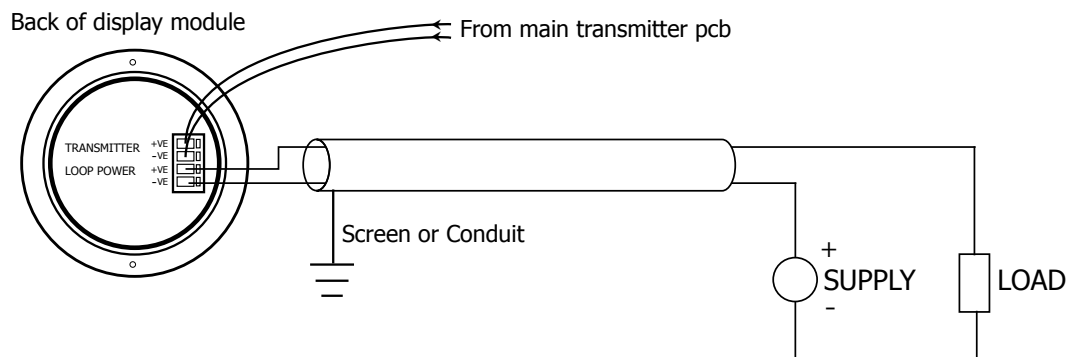 Back of display module
From main transmitter pcb
TRANSMITTER +VE
-VE
LOOP POWER +VE
-VE
Screen or Conduit
+
SUPPLY
-
LOAD